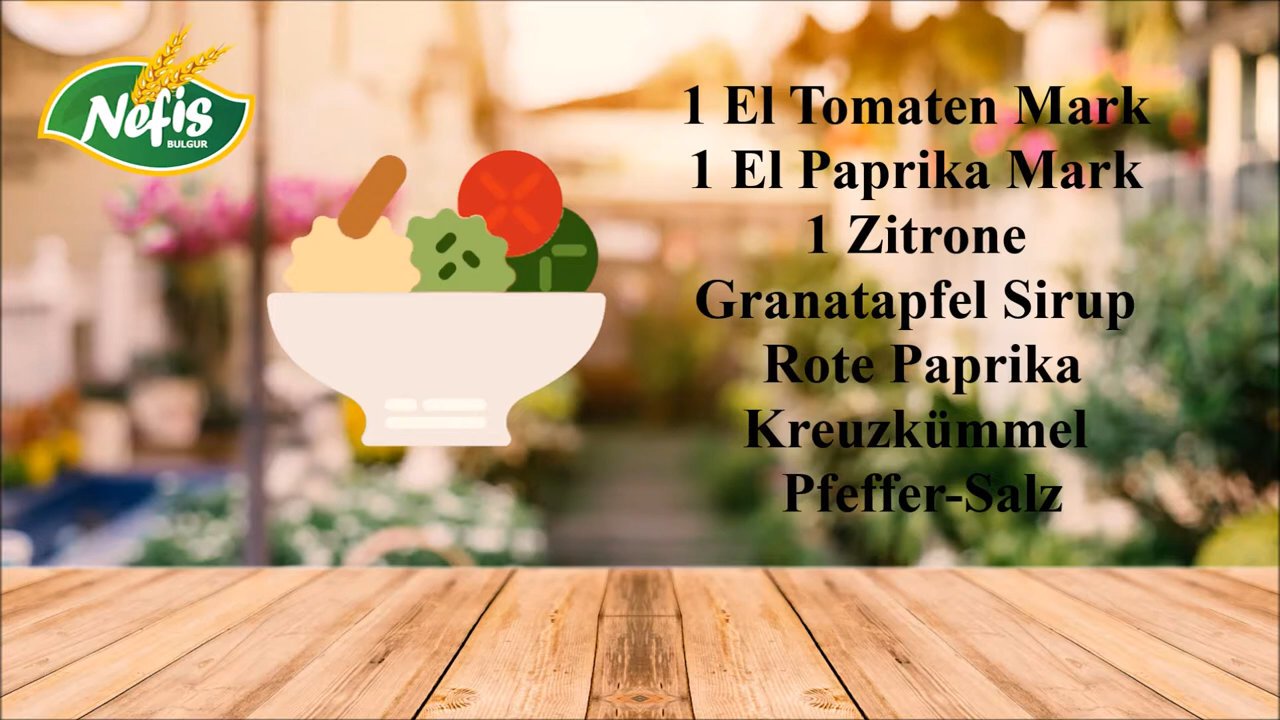 Nefis
BULGUR
1 El Tomaten Mark
1 El Paprika Mark
1 Zitrone
Granatapfel Sirup
Rote Paprika
Kreuzkümmel
Pfeffer-Salz